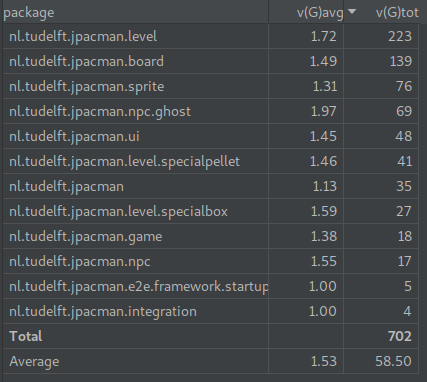 package v(G)avg v(G)tot
nl.tudelft.jpacman.level 1.72 223
nl.tudelft.jpacman.board 1.49 139
nl.tudelft.jpacman.sprite 1.31 76
nl.tudelft.jpacman.npc.ghost 1.97 69
nl.tudelft.jpacman.ui 1.45 48
nl.tudelft.jpacman.level.specialpellet 1.46 41
nl.tudelft.jpacman 1.13 35
nl.tudelft.jpacman.level.specialbox 1.59 27
nl.tudelft.jpacman.game 1.38 18
nl.tudelft.jpacman.npc 1.55 17
nl.tudelft.jpacman.e2e.framework.startup 1.00 5
nl.tudelft.jpacman.integration 1.00 4
Total 702
Average 1.53 58.50